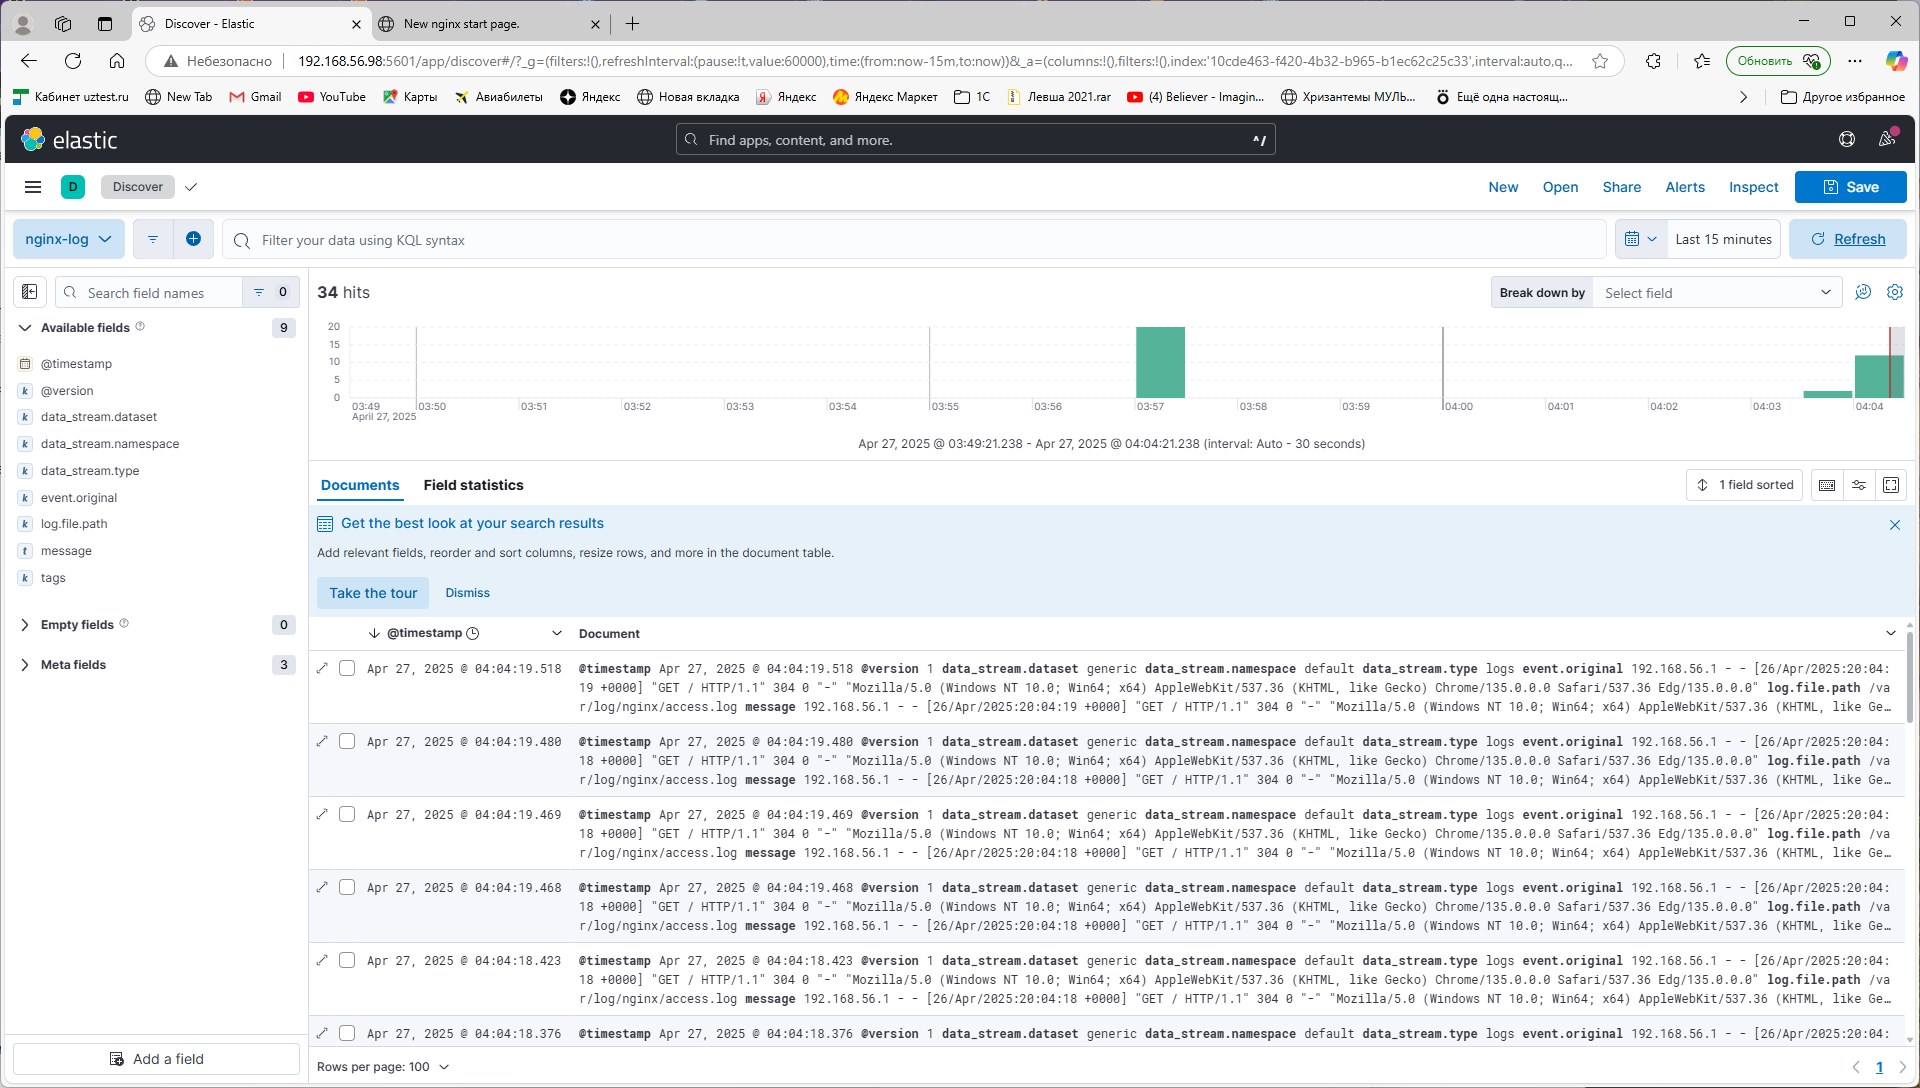 Discover - Elastic
New nginx start page.
Небезопасно
192.168.56.98:5601/app/discover#/?_g=(filters:!(),refreshInterval:(pause:!t,value:60000),time:(from:now-15m,to:now))&_a=(columns:!(),filters:!(),index:'10cde463-f420-4b32-b965-b1ec62c25c33',interval:auto,q...
Обновить
Кабинет uztest.ru
New Tab
Gmail
YouTube
Карты
Авиабилеты
Яндекс
Новая вкладка
Яндекс
Яндекс Маркет
1С
Левша 2021.rar
(4) Believer - Imagin...
Хризантемы МУЛЬ...
Ещё одна настоящ...
Другое избранное
elastic
Find apps, content, and more.
^/
D
Discover
New
Open
Share
Alerts
Inspect
Save
nginx-log
Filter your data using KQL syntax
Last 15 minutes
Refresh
Search field names
0
34 hits
Break down by
Select field
Available fields
9
@timestamp
@version
data_stream.dataset
data_stream.namespace
data_stream.type
event.original
log.file.path
message
tags
Empty fields
0
Meta fields
3
Add a field
20
15
10
5
0
03:49
03:50
03:51
03:52
03:53
03:54
03:55
03:56
03:57
03:58
03:59
04:00
04:01
04:02
04:03
04:04
April 27, 2025
Apr 27, 2025 @ 03:49:21.238 - Apr 27, 2025 @ 04:04:21.238 (interval: Auto - 30 seconds)
Documents
Field statistics
1 field sorted
Get the best look at your search results
Add relevant fields, reorder and sort columns, resize rows, and more in the document table.
Take the tour
Dismiss
@timestamp
Document
Apr 27, 2025 @ 04:04:19.518
@timestamp Apr 27, 2025 @ 04:04:19.518 @version 1 data_stream.dataset generic data_stream.namespace default data_stream.type logs event.original 192.168.56.1 - - [26/Apr/2025:20:04:
19 +0000] "GET / HTTP/1.1" 304 0 "-" "Mozilla/5.0 (Windows NT 10.0; Win64; x64) AppleWebKit/537.36 (KHTML, like Gecko) Chrome/135.0.0.0 Safari/537.36 Edg/135.0.0.0" log.file.path /va
r/log/nginx/access.log message 192.168.56.1 - - [26/Apr/2025:20:04:19 +0000] "GET / HTTP/1.1" 304 0 "-" "Mozilla/5.0 (Windows NT 10.0; Win64; x64) AppleWebKit/537.36 (KHTML, like Ge…
Apr 27, 2025 @ 04:04:19.480
@timestamp Apr 27, 2025 @ 04:04:19.480 @version 1 data_stream.dataset generic data_stream.namespace default data_stream.type logs event.original 192.168.56.1 - - [26/Apr/2025:20:04:
18 +0000] "GET / HTTP/1.1" 304 0 "-" "Mozilla/5.0 (Windows NT 10.0; Win64; x64) AppleWebKit/537.36 (KHTML, like Gecko) Chrome/135.0.0.0 Safari/537.36 Edg/135.0.0.0" log.file.path /va
r/log/nginx/access.log message 192.168.56.1 - - [26/Apr/2025:20:04:18 +0000] "GET / HTTP/1.1" 304 0 "-" "Mozilla/5.0 (Windows NT 10.0; Win64; x64) AppleWebKit/537.36 (KHTML, like Ge…
Apr 27, 2025 @ 04:04:19.469
@timestamp Apr 27, 2025 @ 04:04:19.469 @version 1 data_stream.dataset generic data_stream.namespace default data_stream.type logs event.original 192.168.56.1 - - [26/Apr/2025:20:04:
18 +0000] "GET / HTTP/1.1" 304 0 "-" "Mozilla/5.0 (Windows NT 10.0; Win64; x64) AppleWebKit/537.36 (KHTML, like Gecko) Chrome/135.0.0.0 Safari/537.36 Edg/135.0.0.0" log.file.path /va
r/log/nginx/access.log message 192.168.56.1 - - [26/Apr/2025:20:04:18 +0000] "GET / HTTP/1.1" 304 0 "-" "Mozilla/5.0 (Windows NT 10.0; Win64; x64) AppleWebKit/537.36 (KHTML, like Ge…
Apr 27, 2025 @ 04:04:19.468
@timestamp Apr 27, 2025 @ 04:04:19.468 @version 1 data_stream.dataset generic data_stream.namespace default data_stream.type logs event.original 192.168.56.1 - - [26/Apr/2025:20:04:
18 +0000] "GET / HTTP/1.1" 304 0 "-" "Mozilla/5.0 (Windows NT 10.0; Win64; x64) AppleWebKit/537.36 (KHTML, like Gecko) Chrome/135.0.0.0 Safari/537.36 Edg/135.0.0.0" log.file.path /va
r/log/nginx/access.log message 192.168.56.1 - - [26/Apr/2025:20:04:18 +0000] "GET / HTTP/1.1" 304 0 "-" "Mozilla/5.0 (Windows NT 10.0; Win64; x64) AppleWebKit/537.36 (KHTML, like Ge…
Apr 27, 2025 @ 04:04:18.423
@timestamp Apr 27, 2025 @ 04:04:18.423 @version 1 data_stream.dataset generic data_stream.namespace default data_stream.type logs event.original 192.168.56.1 - - [26/Apr/2025:20:04:
18 +0000] "GET / HTTP/1.1" 304 0 "-" "Mozilla/5.0 (Windows NT 10.0; Win64; x64) AppleWebKit/537.36 (KHTML, like Gecko) Chrome/135.0.0.0 Safari/537.36 Edg/135.0.0.0" log.file.path /va
r/log/nginx/access.log message 192.168.56.1 - - [26/Apr/2025:20:04:18 +0000] "GET / HTTP/1.1" 304 0 "-" "Mozilla/5.0 (Windows NT 10.0; Win64; x64) AppleWebKit/537.36 (KHTML, like Ge…
Apr 27, 2025 @ 04:04:18.376
@timestamp Apr 27, 2025 @ 04:04:18.376 @version 1 data_stream.dataset generic data_stream.namespace default data_stream.type logs event.original 192.168.56.1 - - [26/Apr/2025:20:04:
Rows per page: 100
1